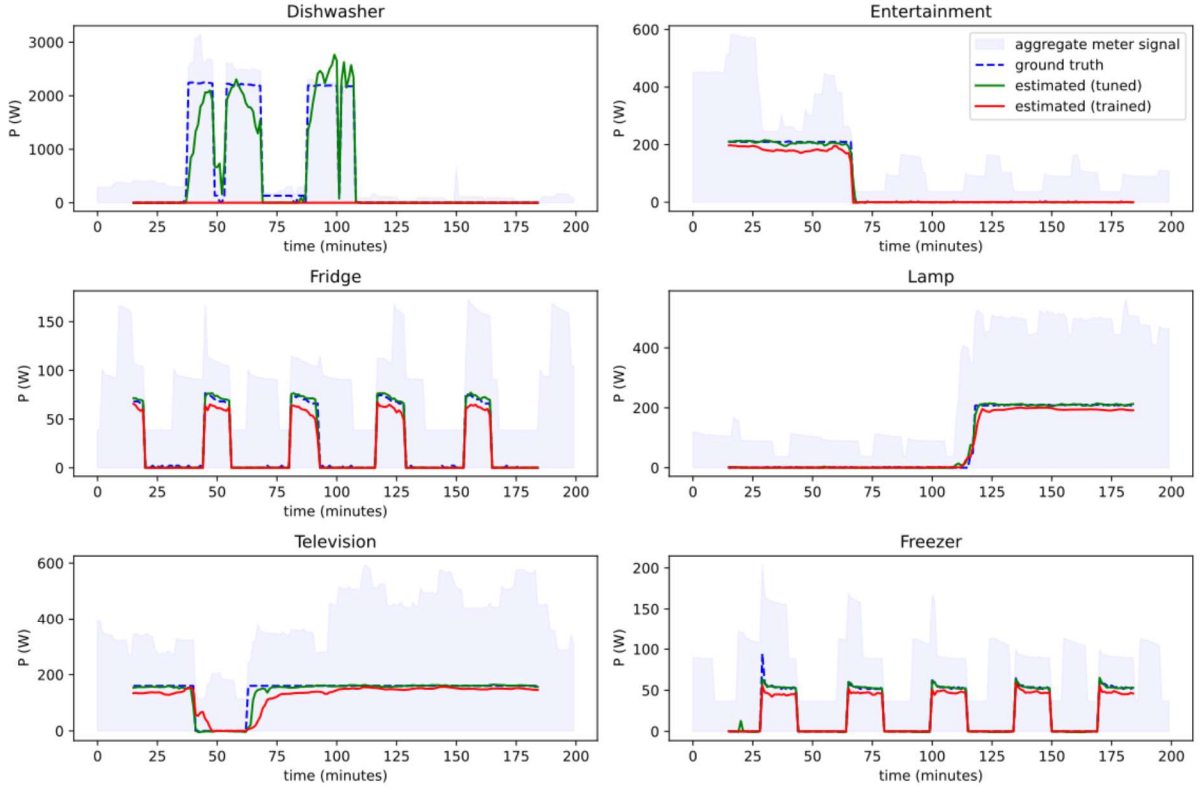 Dishwasher
3000
2000
1000
0
P (W)
0 25 50 75 100 125 150 175 200
time (minutes)
Entertainment
600
400
200
0
P (W)
aggregate meter signal
ground truth
estimated (tuned)
estimated (trained)
0 25 50 75 100 125 150 175 200
time (minutes)
Fridge
150
100
50
0
P (W)
0 25 50 75 100 125 150 175 200
time (minutes)
Lamp
400
200
0
P (W)
0 25 50 75 100 125 150 175 200
time (minutes)
Television
600
400
200
0
P (W)
0 25 50 75 100 125 150 175 200
time (minutes)
Freezer
200
150
100
50
0
P (W)
0 25 50 75 100 125 150 175 200
time (minutes)